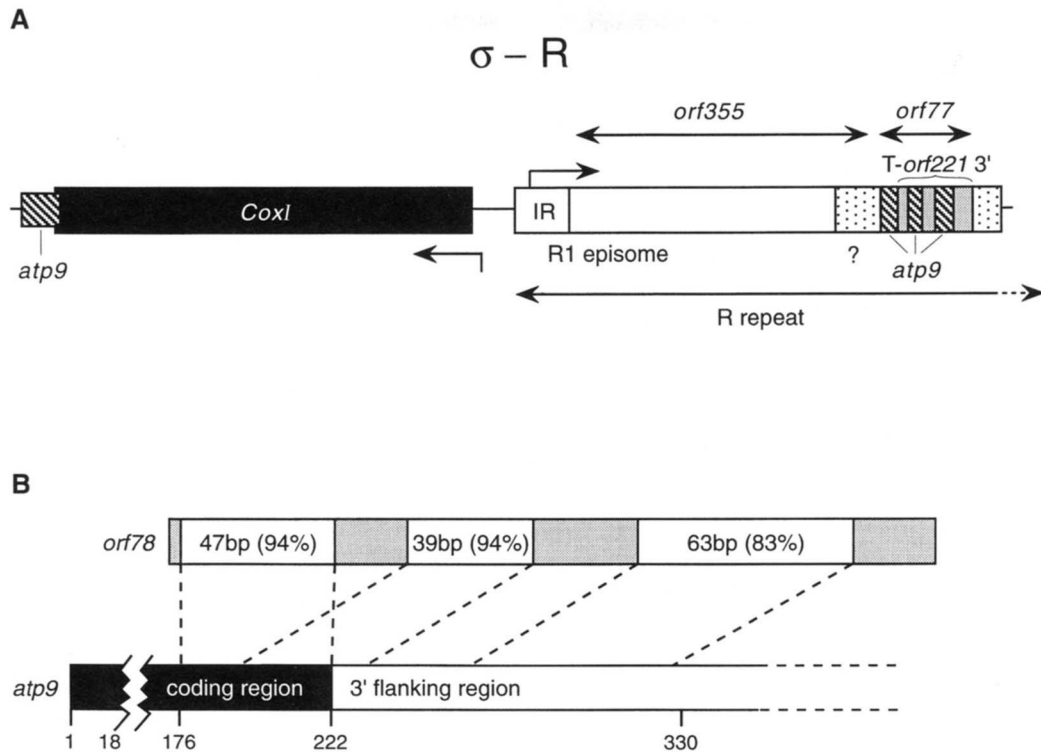 A
σ – R
orf355 orf77
T-orf221 3'
CoxI IR
R1 episome ?
atp9 atp9
R repeat
B
orf78 47bp (94%) 39bp (94%) 63bp (83%)
atp9 coding region 3' flanking region
1 18 176 222 330